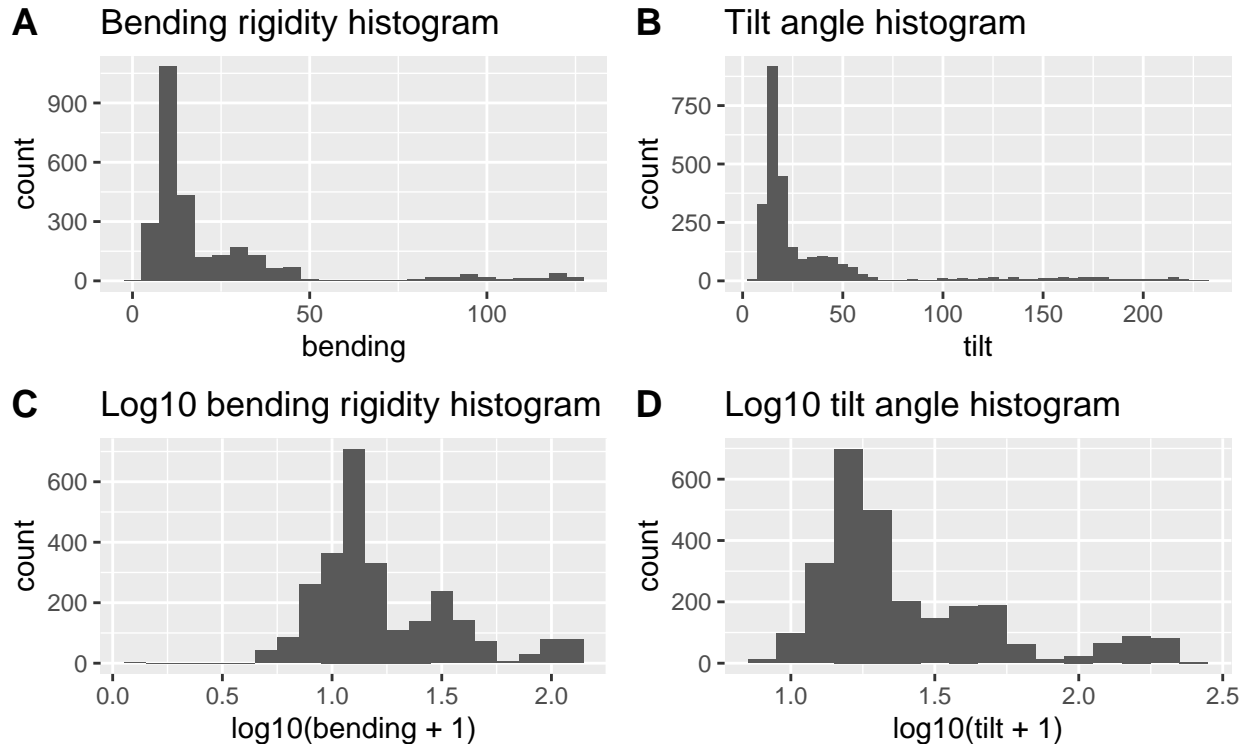 A Bending rigidity histogram
900
600
300
0
count
0 50 100
bending
B Tilt angle histogram
750
500
250
0
count
0 50 100 150 200
tilt
C Log10 bending rigidity histogram
600
400
200
0
count
0.0 0.5 1.0 1.5 2.0
log10(bending + 1)
D Log10 tilt angle histogram
600
400
200
0
count
1.0 1.5 2.0 2.5
log10(tilt + 1)